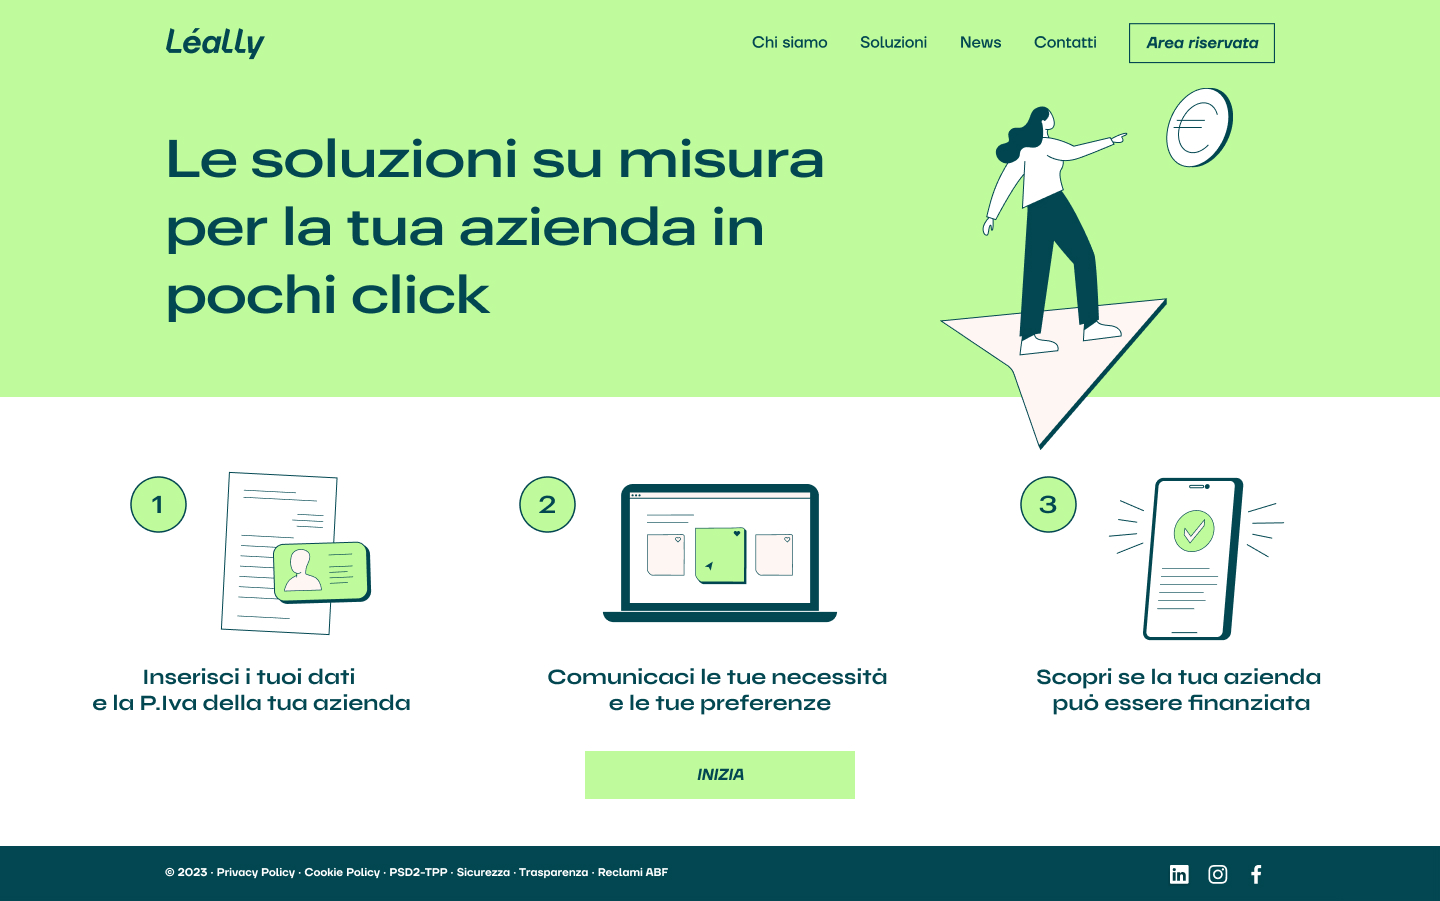 Léally
Chi siamo
Soluzioni
News
Contatti
Area riservata
Le soluzioni su misura
per la tua azienda in
pochi click
1
2
3
Inserisci i tuoi dati
e la P.Iva della tua azienda
Comunicaci le tue necessità
e le tue preferenze
Scopri se la tua azienda
può essere finanziata
INIZIA
© 2023 · Privacy Policy · Cookie Policy · PSD2-TPP · Sicurezza · Trasparenza · Reclami ABF